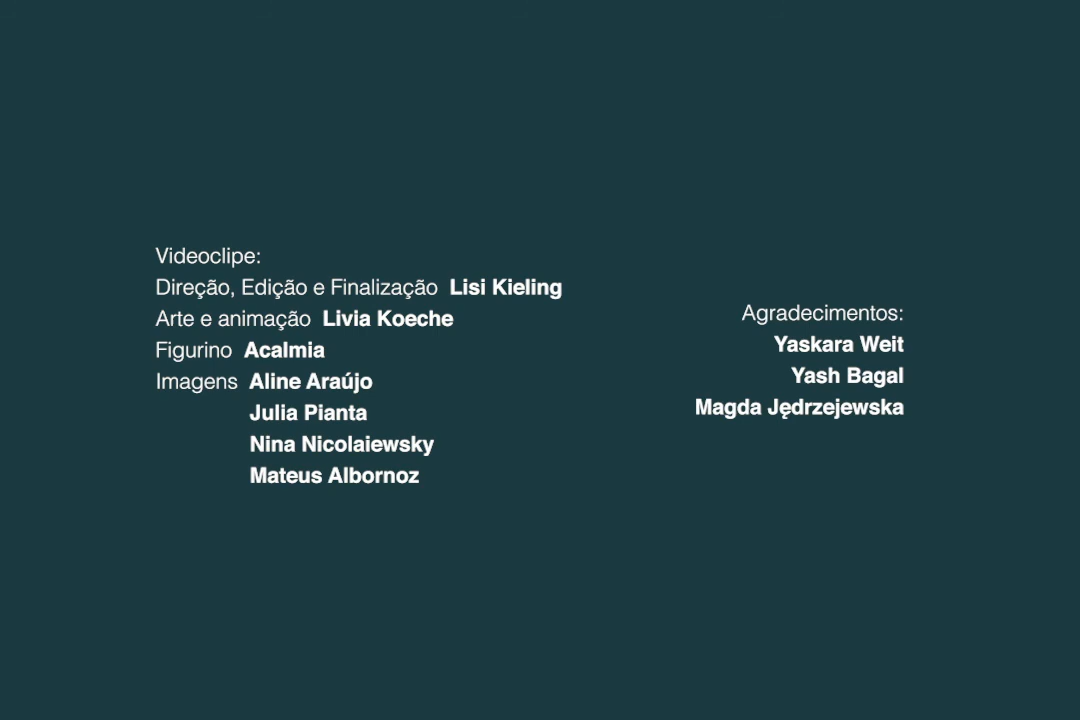 Videoclipe:
Direção, Edição e Finalização Lisi Kieling
Arte e animação Livia Koeche
Figurino Acalmia
Imagens Aline Araújo
Julia Pianta
Nina Nicolaiewsky
Mateus Albornoz
Agradecimentos:
Yaskara Weit
Yash Bagal
Magda Jędrzejewska